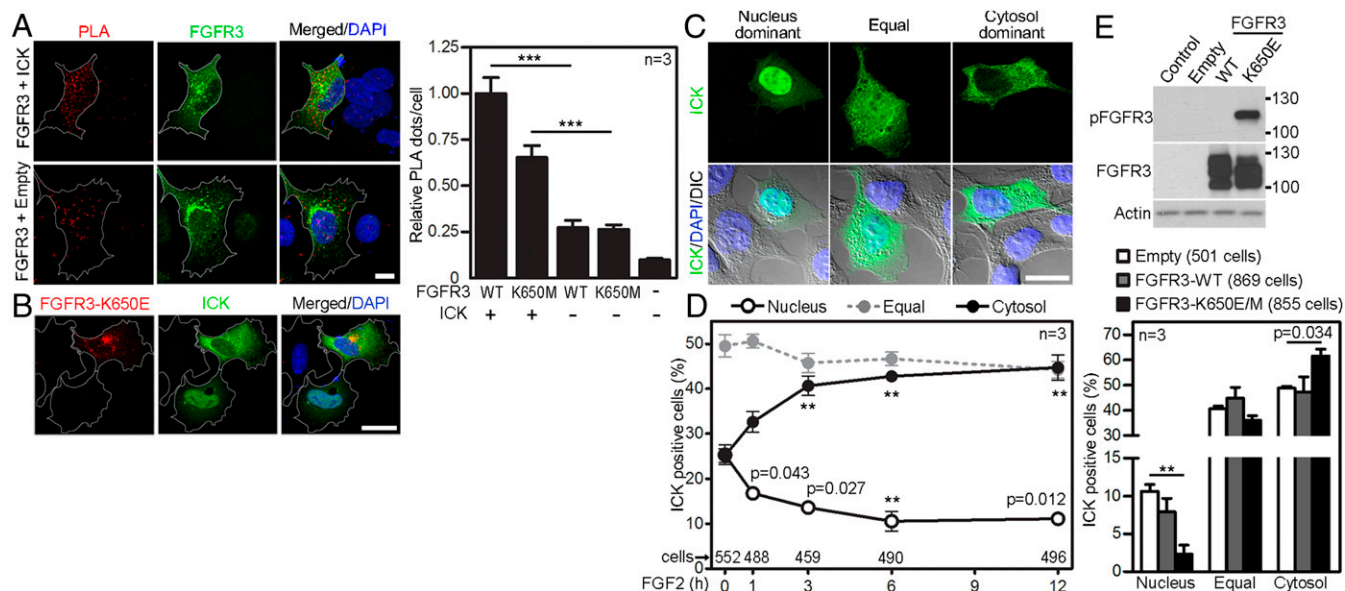 A
PLA
FGFR3
Merged/DAPI
FGFR3 + ICK
FGFR3 + Empty
Relative PLA dots/cell
1.25
1.00
0.75
0.50
0.25
0
n=3
***
***
FGFR3 WT K650M WT K650M -
ICK + + - - -
B
FGFR3-K650E
ICK
Merged/DAPI
C
Nucleus dominant
Equal
Cytosol dominant
ICK
ICK/DAPI/DIC
D
Nucleus
Equal
Cytosol
n=3
ICK positive cells (%)
50
40
30
20
10
0
**
**
**
p=0.043
p=0.027
**
p=0.012
cells 552 488 459 490 496
FGF2 (h) 0 1 3 6 9 12
E
FGFR3
Control
Empty
WT
K650E
pFGFR3
130
100
FGFR3
130
100
Actin
Empty (501 cells)
FGFR3-WT (869 cells)
FGFR3-K650E/M (855 cells)
n=3
p=0.034
ICK positive cells (%)
70
60
50
40
30
15
10
5
0
**
Nucleus Equal Cytosol